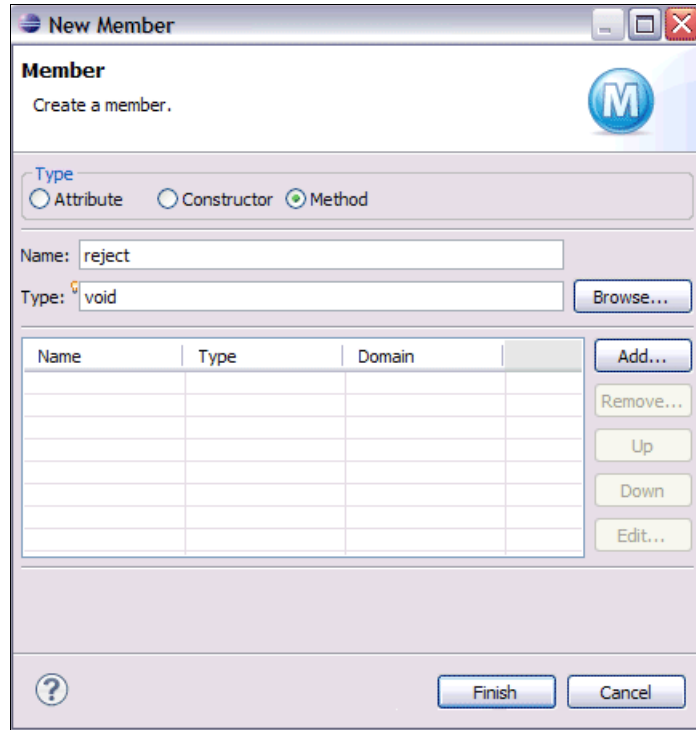 New Member
Member
Create a member.
M
Type
Attribute Constructor Method
Name: reject
Type: void Browse...
Name Type Domain Add...
Remove...
Up
Down
Edit...
? Finish Cancel